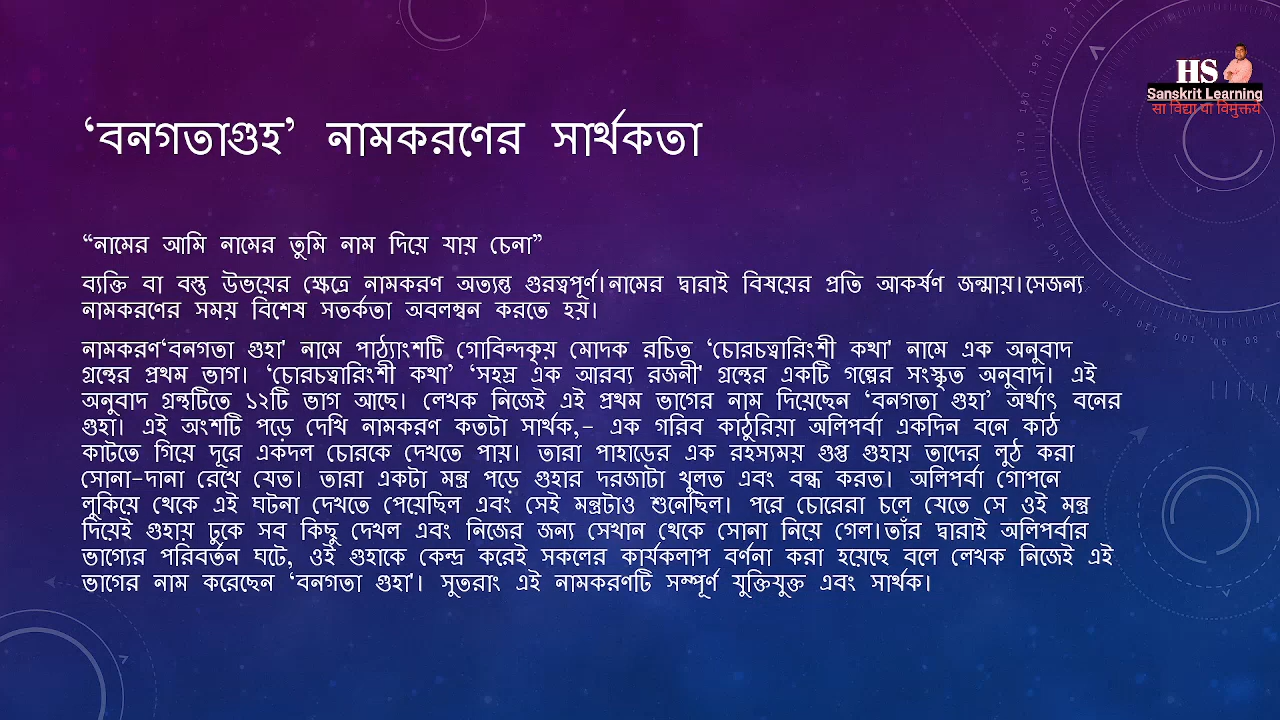 HS
Sanskrit Learning
सा विद्या या विमुक्तये
‘বনগতাগুহ’ নামকরণের সার্থকতা
“নামের আমি নামের তুমি নাম দিয়ে যায় চেনা”
ব্যক্তি বা বস্তু উভয়ের ক্ষেত্রে নামকরণ অত্যন্ত গুরত্বপূর্ণ।নামের দ্বারাই বিষয়ের প্রতি আকর্ষণ জন্মায়।সেজন্য
নামকরণের সময় বিশেষ সতর্কতা অবলম্বন করতে হয়।
নামকরণ‘বনগতা গুহা' নামে পাঠ্যাংশটি গোবিন্দকৃয় মোদক রচিত ‘চোরচত্বারিংশী কথা' নামে এক অনুবাদ
গ্রন্থের প্রথম ভাগ। ‘চোরচত্বারিংশী কথা’ ‘সহস্র এক আরব্য রজনী' গ্রন্থের একটি গল্পের সংস্কৃত অনুবাদ। এই
অনুবাদ গ্রন্থটিতে ১২টি ভাগ আছে। লেখক নিজেই এই প্রথম ভাগের নাম দিয়েছেন ‘বনগতা গুহা’ অর্থাৎ বনের
গুহা। এই অংশটি পড়ে দেখি নামকরণ কতটা সার্থক,- এক গরিব কাঠুরিয়া অলিপর্বা একদিন বনে কাঠ
কাটতে গিয়ে দূরে একদল চোরকে দেখতে পায়। তারা পাহাড়ের এক রহস্যময় গুপ্ত গুহায় তাদের লুঠ করা
সোনা-দানা রেখে যেত। তারা একটা মন্ত্র পড়ে গুহার দরজাটা খুলত এবং বন্ধ করত। অলিপর্বা গোপনে
লুকিয়ে থেকে এই ঘটনা দেখতে পেয়েছিল এবং সেই মন্ত্রটাও শুনেছিল। পরে চোরেরা চলে যেতে সে ওই মন্ত্র
দিয়েই গুহায় ঢুকে সব কিছু দেখল এবং নিজের জন্য সেখান থেকে সোনা নিয়ে গেল।তাঁর দ্বারাই অলিপর্বার
ভাগ্যের পরিবর্তন ঘটে, ওই গুহাকে কেন্দ্র করেই সকলের কার্যকলাপ বর্ণনা করা হয়েছে বলে লেখক নিজেই এই
ভাগের নাম করেছেন ‘বনগতা গুহা'। সুতরাং এই নামকরণটি সম্পূর্ণ যুক্তিযুক্ত এবং সার্থক।